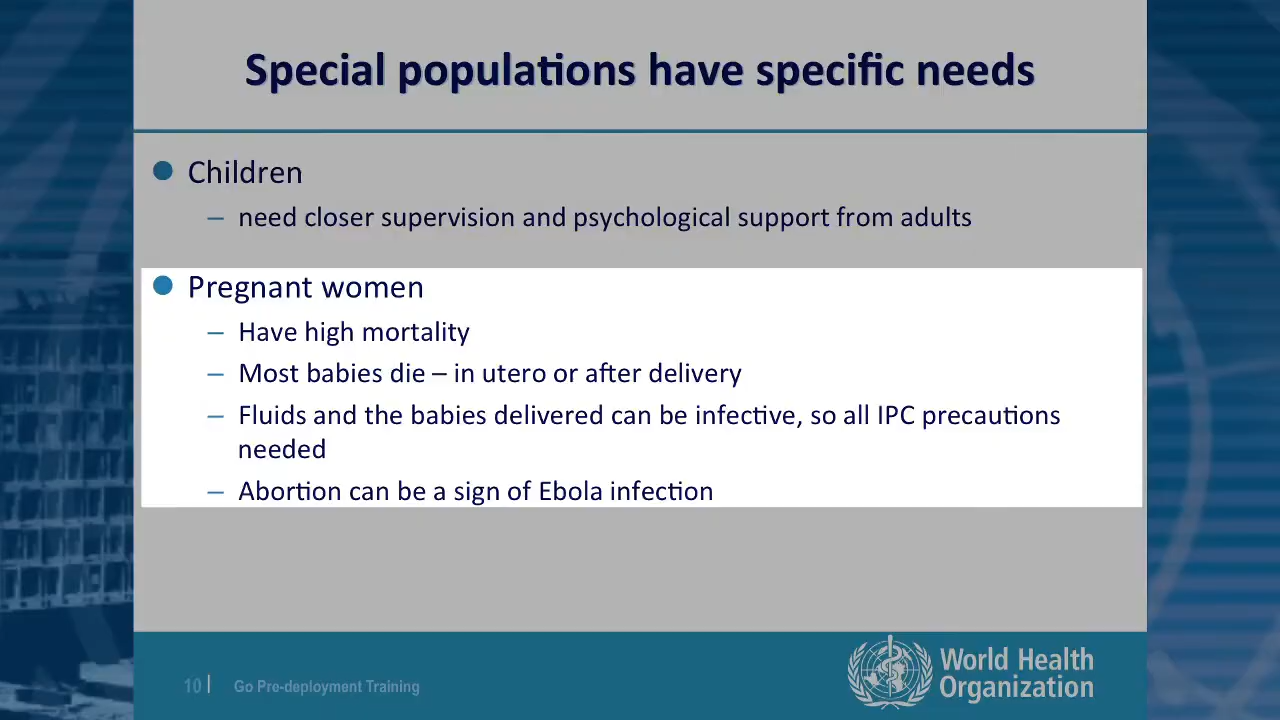 Special populations have specific needs
● Children
– need closer supervision and psychological support from adults
● Pregnant women
– Have high mortality
– Most babies die – in utero or after delivery
– Fluids and the babies delivered can be infective, so all IPC precautions
needed
– Abortion can be a sign of Ebola infection
10 | Go Pre-deployment Training
World Health
Organization